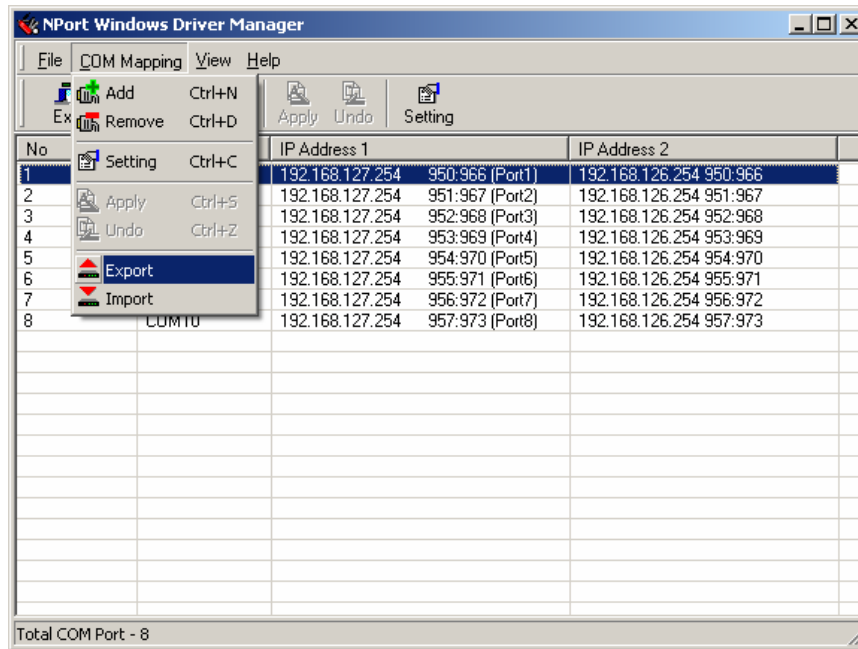 NPort Windows Driver Manager
File COM Mapping View Help
Add Ctrl+N
Remove Ctrl+D
Setting Ctrl+C
Apply Ctrl+S
Undo Ctrl+Z
Export
Import
Apply Undo Setting
No IP Address 1 IP Address 2
1 192.168.127.254 950:966 (Port1) 192.168.126.254 950:966
2 192.168.127.254 951:967 (Port2) 192.168.126.254 951:967
3 192.168.127.254 952:968 (Port3) 192.168.126.254 952:968
4 192.168.127.254 953:969 (Port4) 192.168.126.254 953:969
5 192.168.127.254 954:970 (Port5) 192.168.126.254 954:970
6 192.168.127.254 955:971 (Port6) 192.168.126.254 955:971
7 192.168.127.254 956:972 (Port7) 192.168.126.254 956:972
8 COM10 192.168.127.254 957:973 (Port8) 192.168.126.254 957:973
Total COM Port - 8